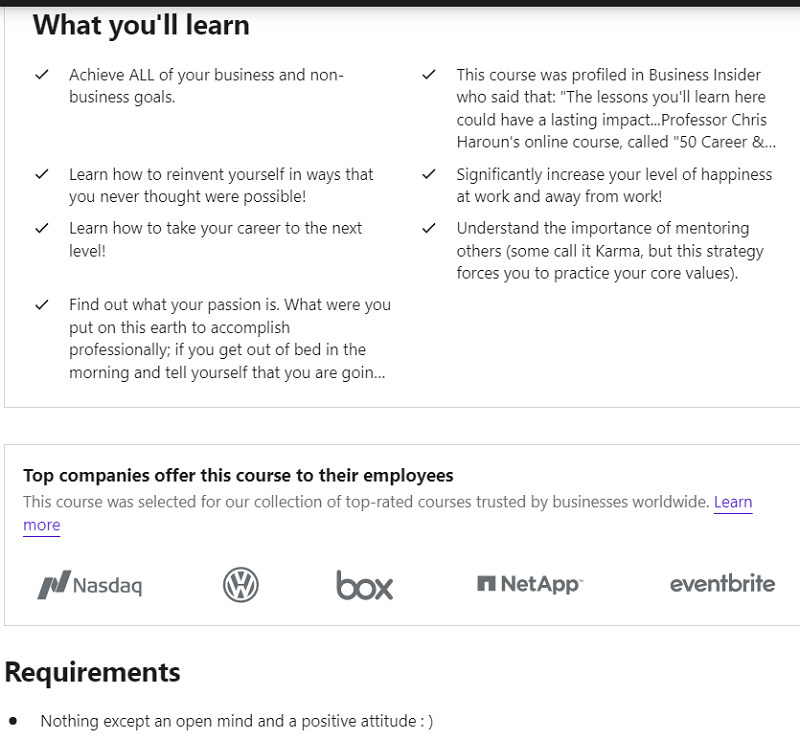 What you'll learn
Achieve ALL of your business and non-
business goals.
This course was profiled in Business Insider
who said that: "The lessons you'll learn here
could have a lasting impact...Professor Chris
Haroun's online course, called "50 Career &...
Learn how to reinvent yourself in ways that
you never thought were possible!
Significantly increase your level of happiness
at work and away from work!
Learn how to take your career to the next
level!
Understand the importance of mentoring
others (some call it Karma, but this strategy
forces you to practice your core values).
Find out what your passion is. What were you
put on this earth to accomplish
professionally; if you get out of bed in the
morning and tell yourself that you are goin...
Top companies offer this course to their employees
This course was selected for our collection of top-rated courses trusted by businesses worldwide. Learn
more
Nasdaq
VW
box
NetApp™
eventbrite
Requirements
Nothing except an open mind and a positive attitude : )